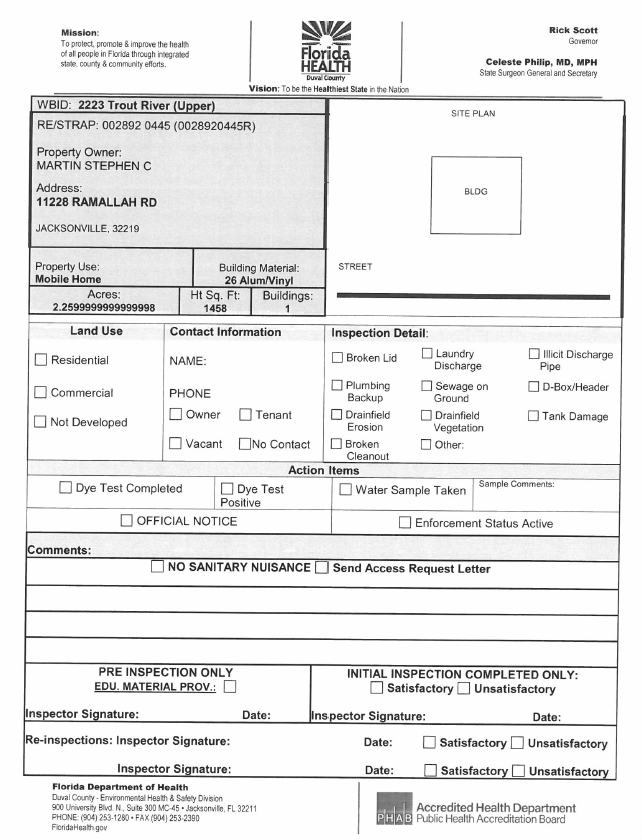 Mission:
To protect, promote & improve the health
of all people in Florida through integrated
state, county & community efforts.
Florida
HEALTH
Duval County
Rick Scott
Governor
Celeste Philip, MD, MPH
State Surgeon General and Secretary
Vision: To be the Healthiest State in the Nation
WBID: 2223 Trout River (Upper)
RE/STRAP: 002892 0445 (0028920445R)
Property Owner:
MARTIN STEPHEN C
Address:
11228 RAMALLAH RD
JACKSONVILLE, 32219
SITE PLAN
BLDG
STREET
Property Use:
Mobile Home
Building Material:
26 Alum/Vinyl
Acres:
2.2599999999999998
Ht Sq. Ft:
1458
Buildings:
1
Land Use
Residential
Commercial
Not Developed
Contact Information
NAME:
PHONE
Owner Tenant
Vacant No Contact
Inspection Detail:
Broken Lid
Laundry Discharge
Illicit Discharge Pipe
Plumbing Backup
Sewage on Ground
D-Box/Header
Drainfield Erosion
Drainfield Vegetation
Tank Damage
Broken Cleanout
Other:
Action Items
Dye Test Completed
Dye Test Positive
Water Sample Taken
Sample Comments:
OFFICIAL NOTICE
Enforcement Status Active
Comments:
NO SANITARY NUISANCE Send Access Request Letter
PRE INSPECTION ONLY
EDU. MATERIAL PROV.:
Inspector Signature: Date:
INITIAL INSPECTION COMPLETED ONLY:
Satisfactory Unsatisfactory
Inspector Signature: Date:
Re-inspections: Inspector Signature: Date: Satisfactory Unsatisfactory
Inspector Signature: Date: Satisfactory Unsatisfactory
Florida Department of Health
Duval County - Environmental Health & Safety Division
900 University Blvd. N., Suite 300 MC-45 • Jacksonville, FL 32211
PHONE: (904) 253-1280 • FAX (904) 253-2390
FloridaHealth.gov
PHAB
Accredited Health Department
Public Health Accreditation Board